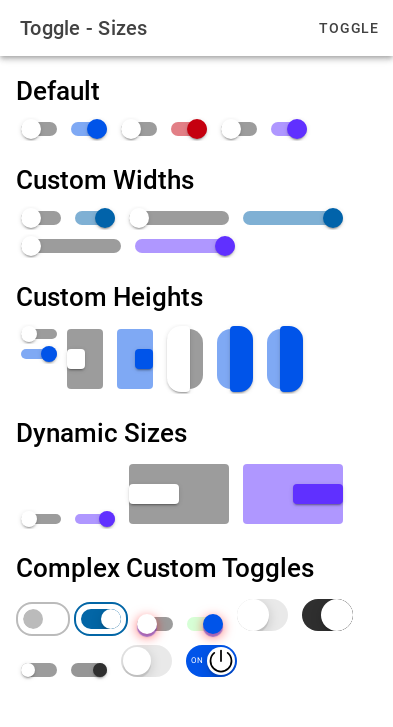 Toggle - Sizes TOGGLE
Default
Custom Widths
Custom Heights
Dynamic Sizes
Complex Custom Toggles
ON